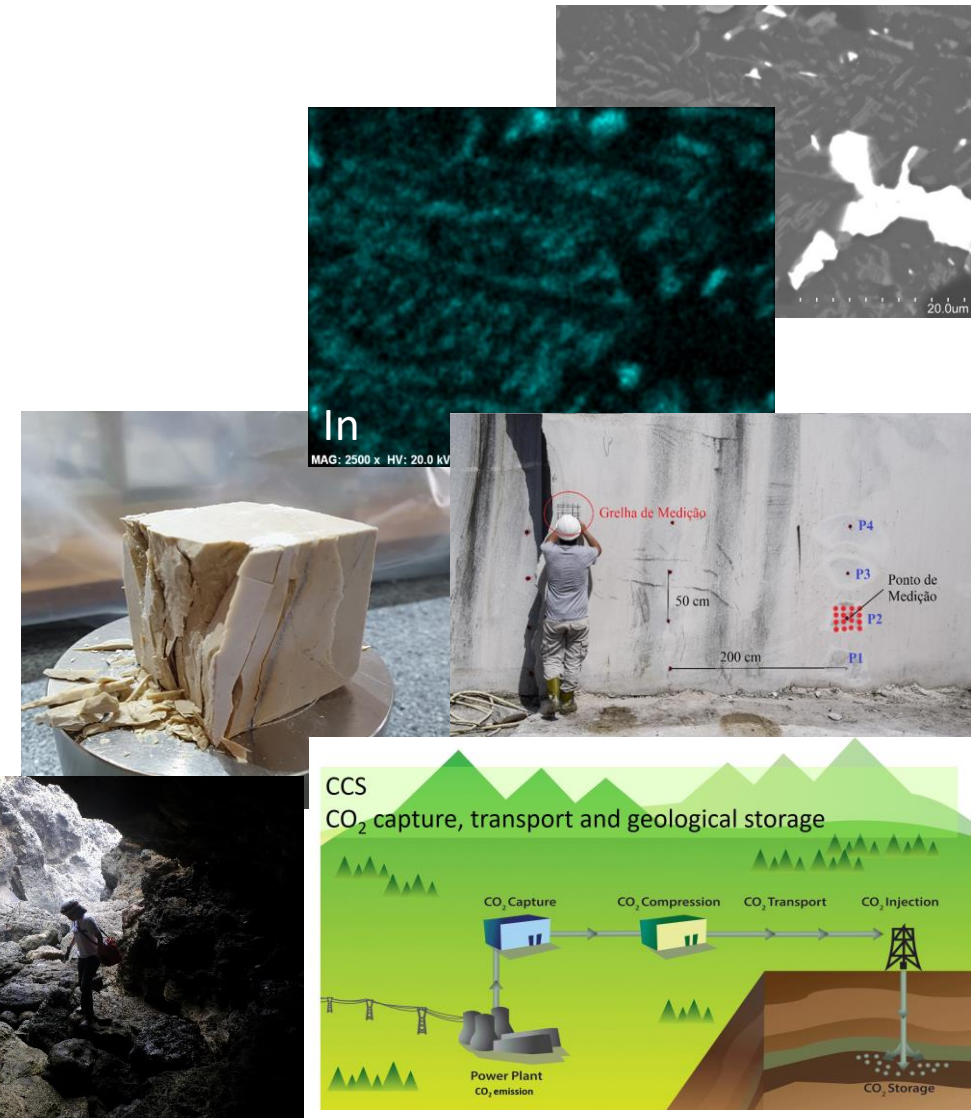 20.0um
In
MAG: 2500 x HV: 20.0 kV
Grelha de Medição
P4
P3
Ponto de
Medição
50 cm
P2
200 cm
P1
CCS
CO₂ capture, transport and geological storage
CO₂ Capture
CO₂ Compression
CO₂ Transport
CO₂ Injection
Power Plant
CO₂ emission
CO₂ Storage